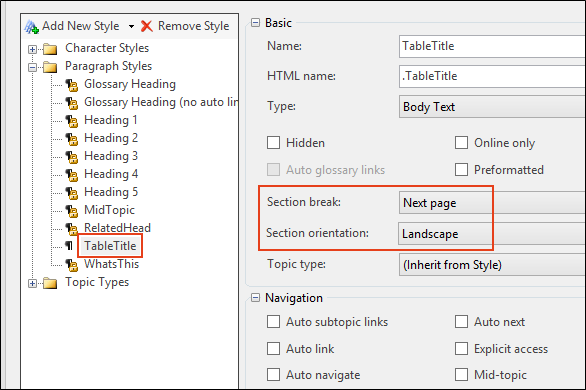 Add New Style
Remove Style
Character Styles
Paragraph Styles
Glossary Heading
Glossary Heading (no auto lin
Heading 1
Heading 2
Heading 3
Heading 4
Heading 5
MidTopic
RelatedHead
TableTitle
WhatsThis
Topic Types
Basic
Name: TableTitle
HTML name: .TableTitle
Type: Body Text
Hidden Online only
Auto glossary links Preformatted
Section break: Next page
Section orientation: Landscape
Topic type: (Inherit from Style)
Navigation
Auto subtopic links Auto next
Auto link Explicit access
Auto navigate Mid-topic